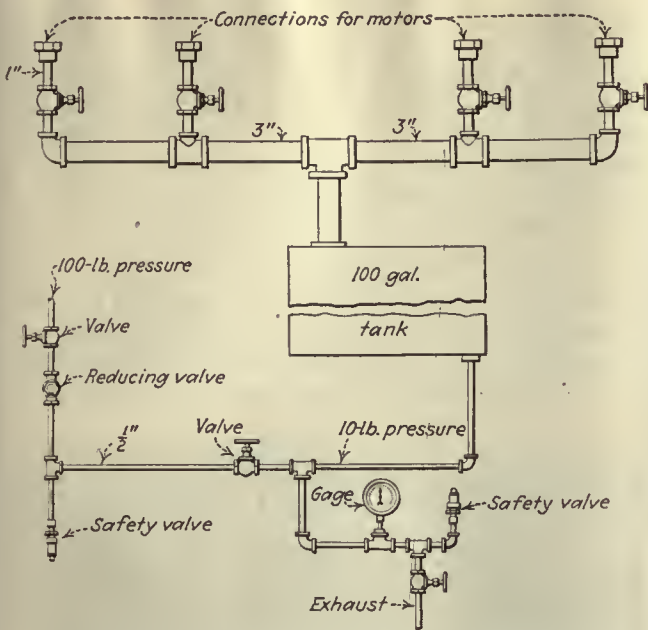 Connections for motors
1"
3"
3"
100-lb. pressure
100 gal.
Valve
tank
Reducing valve
1/2"
Valve
10-lb. pressure
Gage
Safety valve
Safety valve
Exhaust